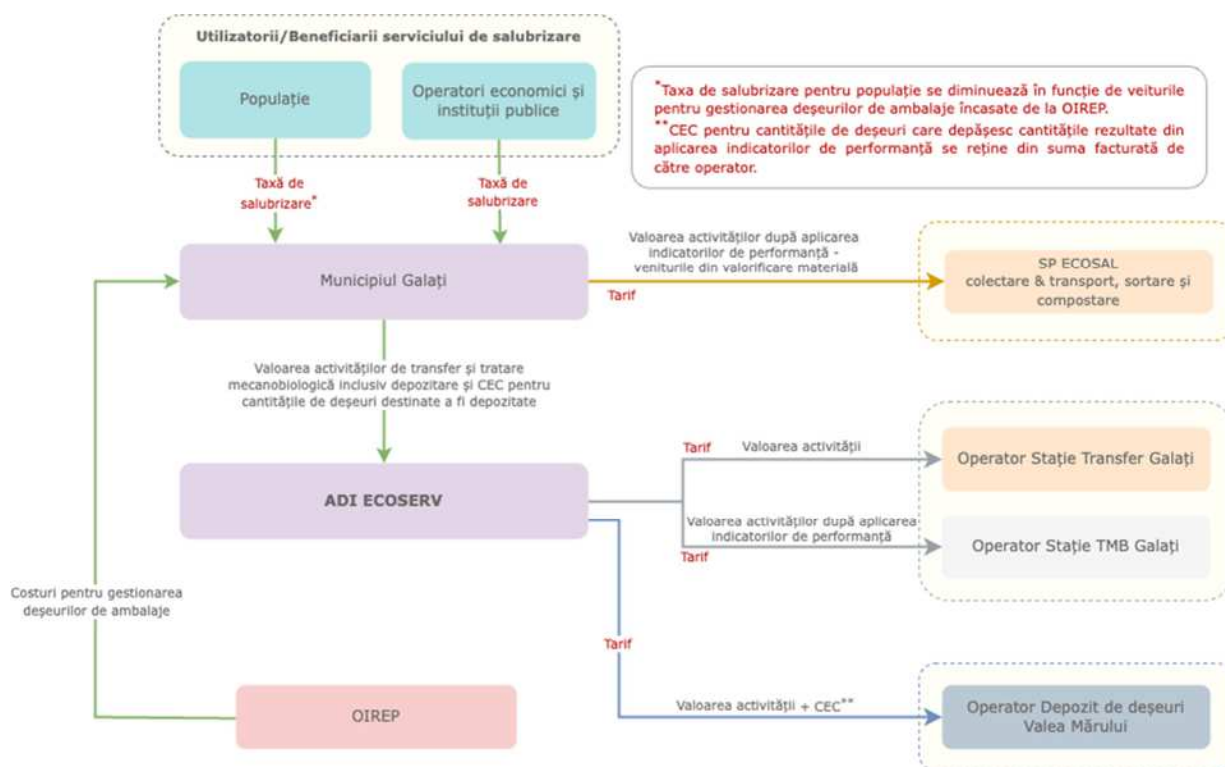 Utilizatorii/Beneficiarii serviciului de salubrizare
Populație
Operatori economici și
instituții publice
*Taxa de salubrizare pentru populație se diminuează în funcție de veiturile
pentru gestionarea deșeurilor de ambalaje încasate de la OIREP.
**CEC pentru cantitățile de deșeuri care depășesc cantitățile rezultate din
aplicarea indicatorilor de performanță se reține din suma facturată de
către operator.
Taxă de
salubrizare*
Taxă de
salubrizare
Municipiul Galați
Valoarea activităților după aplicarea
indicatorilor de performanță -
veniturile din valorificare materială
Tarif
SP ECOSAL
colectare & transport, sortare și
compostare
Valoarea activităților de transfer și tratare
mecanobiologică inclusiv depozitare și CEC pentru
cantitățile de deșeuri destinate a fi depozitate
ADI ECOSERV
Tarif
Valoarea activității
Operator Stație Transfer Galați
Valoarea activităților după aplicarea
indicatorilor de performanță
Tarif
Operator Stație TMB Galați
Costuri pentru gestionarea
deșeurilor de ambalaje
Tarif
OIREP
Valoarea activității + CEC**
Operator Depozit de deșeuri
Valea Mărului